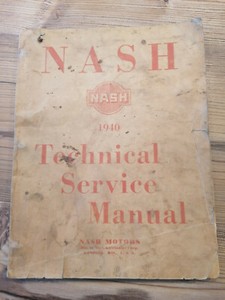 NASH
NASH
1940
Technical
Service
Manual
NASH MOTORS